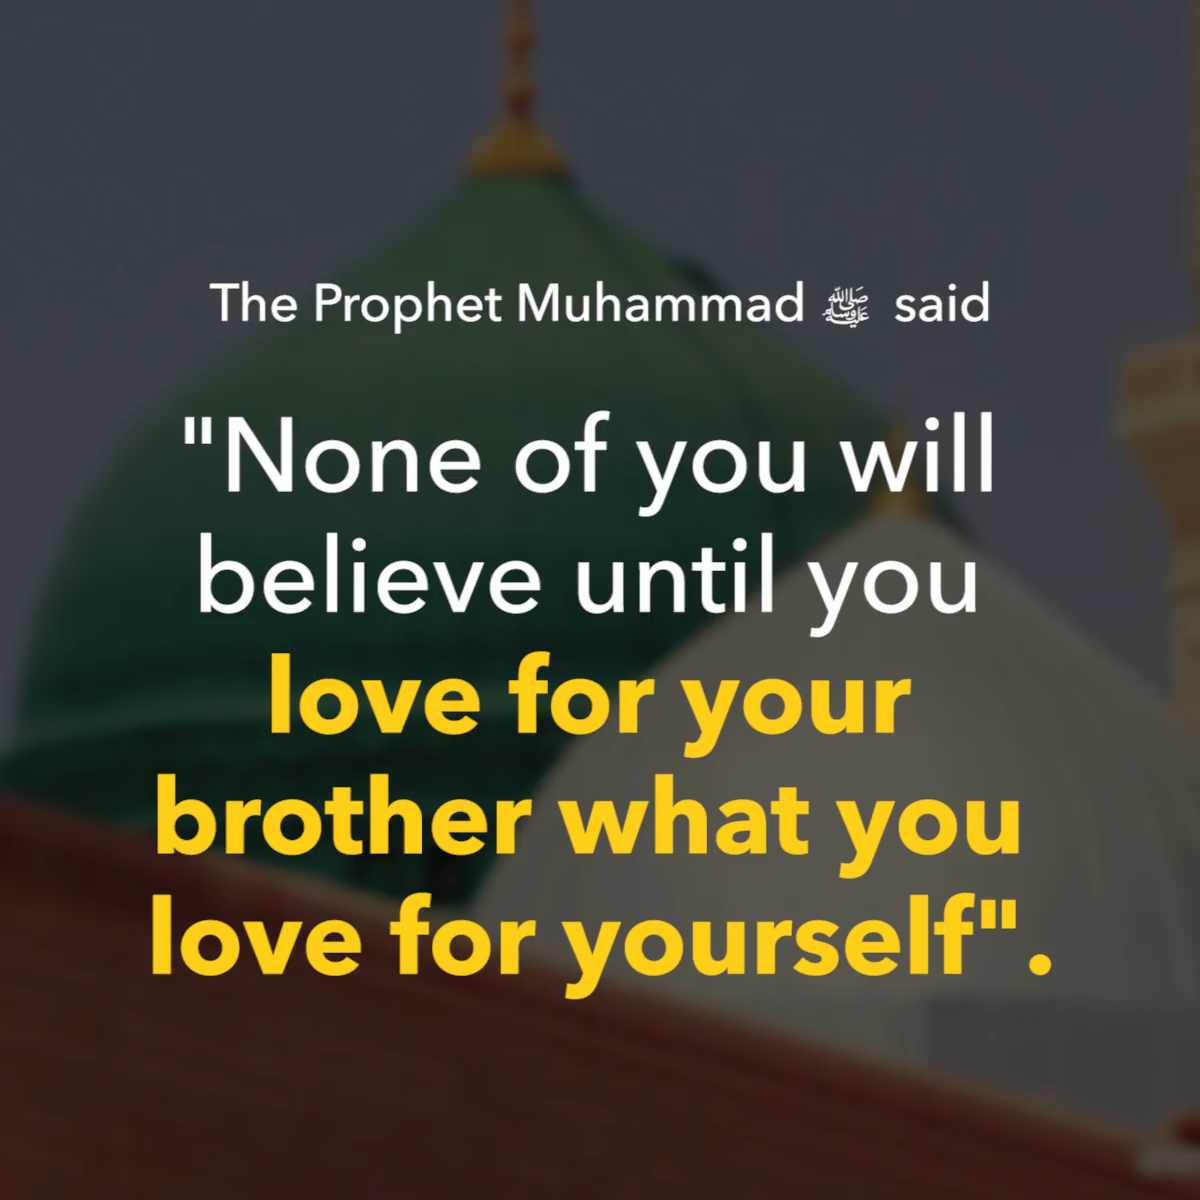 The Prophet Muhammad ﷺ said
"None of you will
believe until you
love for your
brother what you
love for yourself".